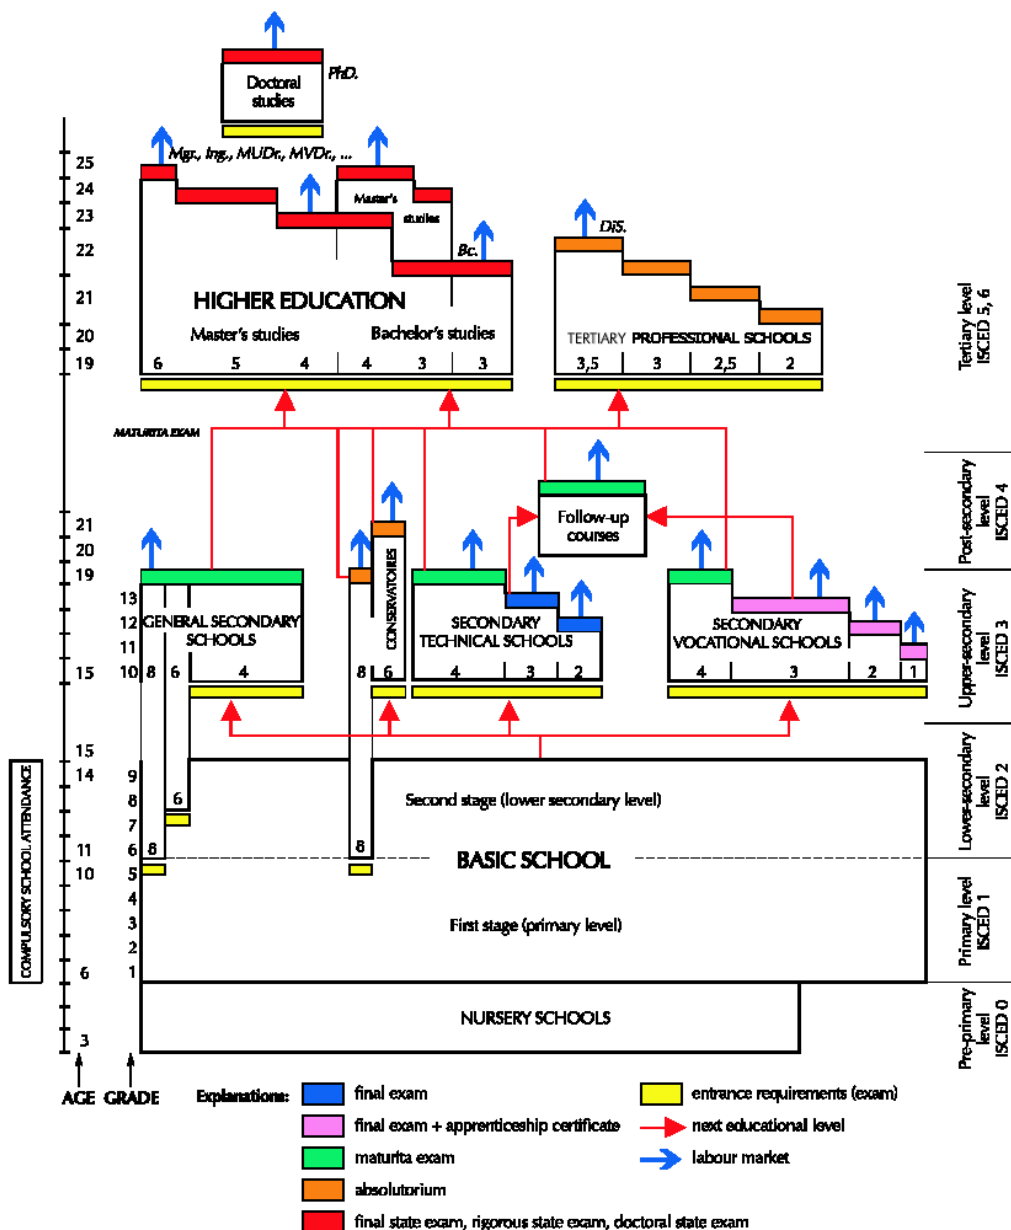 PhD.
Doctoral
studies
Mgr., Ing., MUDr., MVDr., ...
25
24
23
22
21
20
19
Master's
studies
Bc.
HIGHER EDUCATION
Master's studies
Bachelor's studies
6
5
4
4
3
3
DiS.
TERTIARY PROFESSIONAL SCHOOLS
3,5
3
2,5
2
Tertiary level
ISCED 5, 6
MATURITA EXAM
Post-secondary
level
ISCED 4
Follow-up
courses
21
20
19
15
13
12
11
10
GENERAL SECONDARY
SCHOOLS
8
6
4
CONSERVATOIRES
8
6
SECONDARY
TECHNICAL SCHOOLS
4
3
2
SECONDARY
VOCATIONAL SCHOOLS
4
3
2
1
Upper-secondary
level
ISCED 3
COMPULSORY SCHOOL ATTENDANCE
15
14
11
10
6
3
9
8
7
6
5
4
3
2
1
6
8
8
Second stage (lower secondary level)
BASIC SCHOOL
First stage (primary level)
Lower-secondary
level
ISCED 2
Primary level
ISCED 1
NURSERY SCHOOLS
Pre-primary
level
ISCED 0
AGE GRADE
Explanations:
final exam
final exam + apprenticeship certificate
maturita exam
absolutorium
final state exam, rigorous state exam, doctoral state exam
entrance requirements (exam)
next educational level
labour market